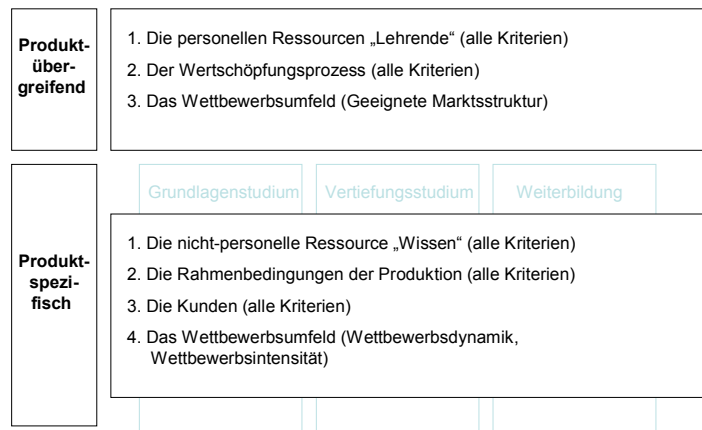 Produkt-
über-
greifend
1. Die personellen Ressourcen „Lehrende“ (alle Kriterien)
2. Der Wertschöpfungsprozess (alle Kriterien)
3. Das Wettbewerbsumfeld (Geeignete Marktsstruktur)
Grundlagenstudium
Vertiefungsstudium
Weiterbildung
Produkt-
spezi-
fisch
1. Die nicht-personelle Ressource „Wissen“ (alle Kriterien)
2. Die Rahmenbedingungen der Produktion (alle Kriterien)
3. Die Kunden (alle Kriterien)
4. Das Wettbewerbsumfeld (Wettbewerbsdynamik,
Wettbewerbsintensität)